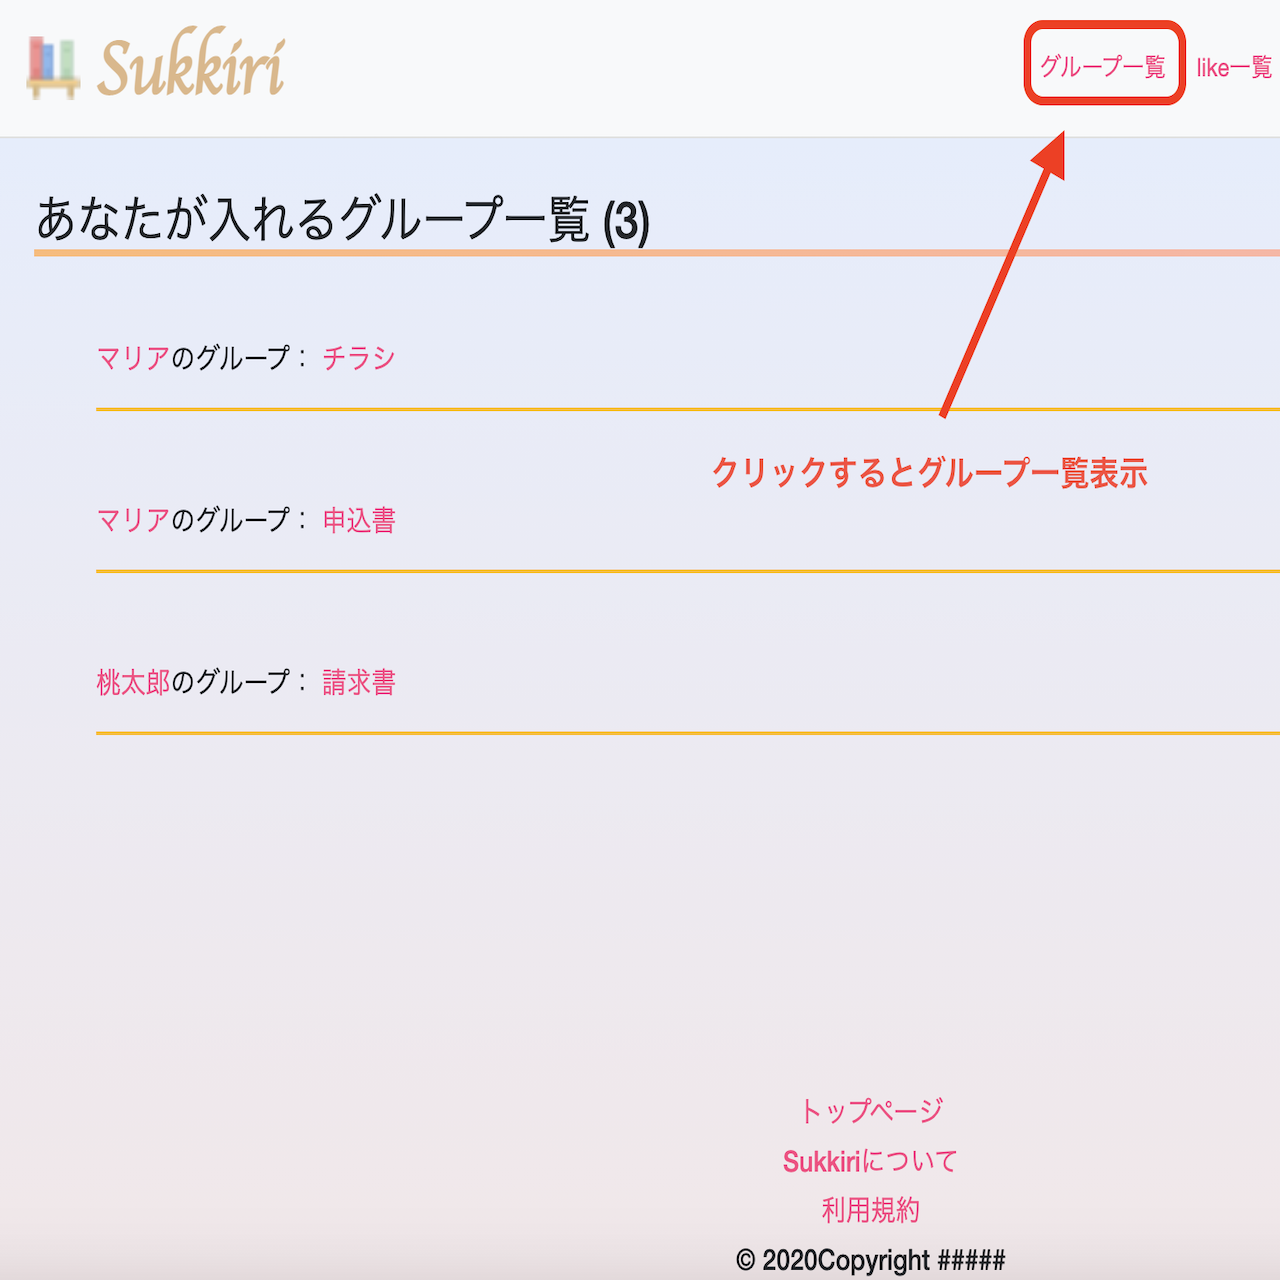 Sukkiri
グループ一覧 like一覧
あなたが入れるグループ一覧 (3)
マリアのグループ： チラシ
クリックするとグループ一覧表示
マリアのグループ： 申込書
桃太郎のグループ： 請求書
トップページ
Sukkiriについて
利用規約
© 2020Copyright #####